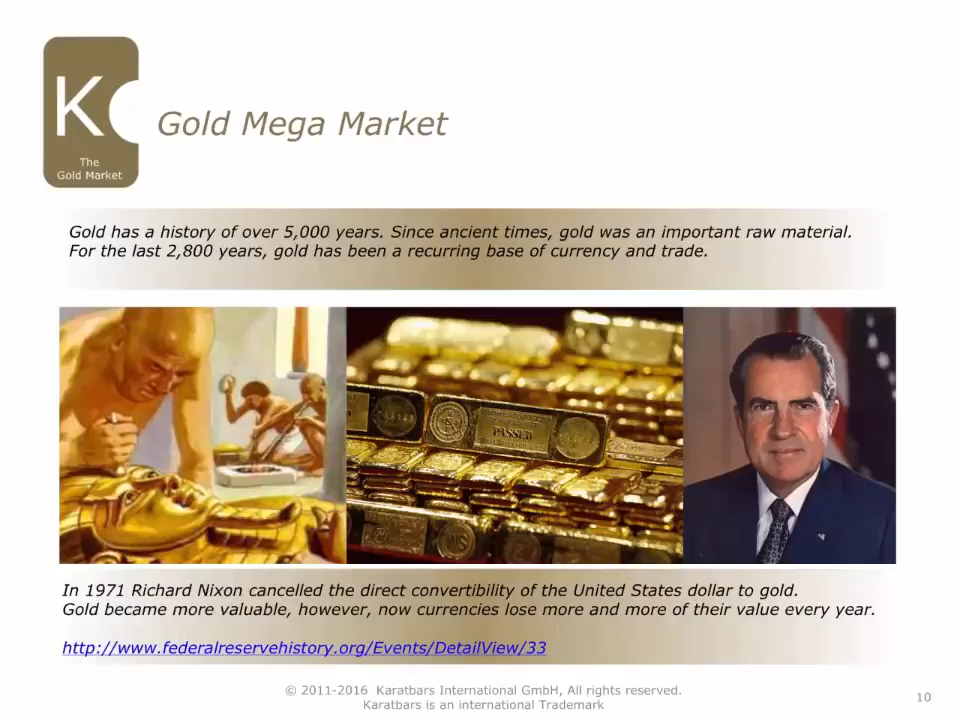 K
The
Gold Market
Gold Mega Market
Gold has a history of over 5,000 years. Since ancient times, gold was an important raw material.
For the last 2,800 years, gold has been a recurring base of currency and trade.
PASSED
In 1971 Richard Nixon cancelled the direct convertibility of the United States dollar to gold.
Gold became more valuable, however, now currencies lose more and more of their value every year.
http://www.federalreservehistory.org/Events/DetailView/33
© 2011-2016 Karatbars International GmbH, All rights reserved.
Karatbars is an international Trademark
10